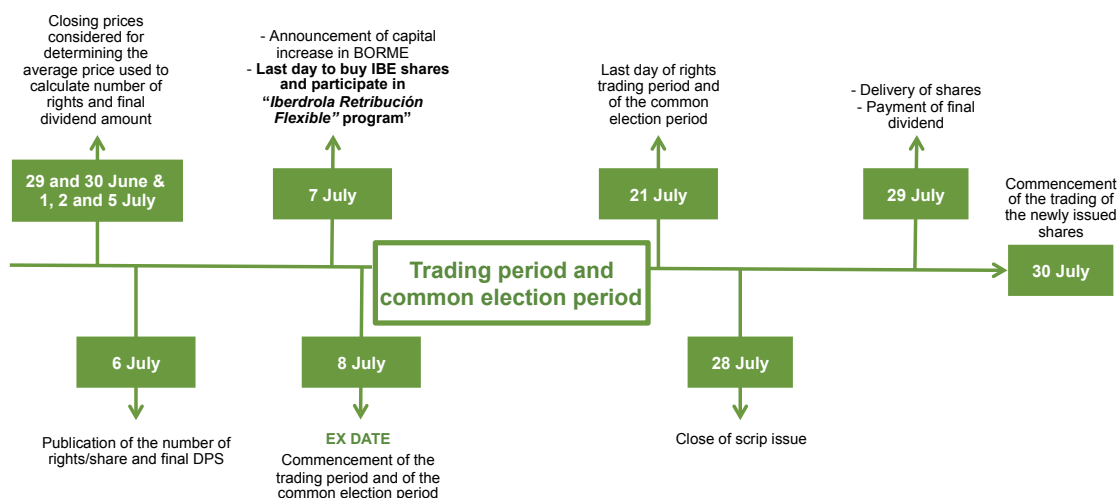 Closing prices
considered for
determining the
average price used to
calculate number of
rights and final
dividend amount
29 and 30 June &
1, 2 and 5 July
- Announcement of capital
increase in BORME
- Last day to buy IBE shares
and participate in
“Iberdrola Retribución
Flexible” program”
7 July
Last day of rights
trading period and
of the common
election period
21 July
- Delivery of shares
- Payment of final
dividend
29 July
Commencement
of the trading of
the newly issued
shares
30 July
Trading period and
common election period
6 July
Publication of the number of
rights/share and final DPS
8 July
EX DATE
Commencement of the
trading period and of the
common election period
28 July
Close of scrip issue